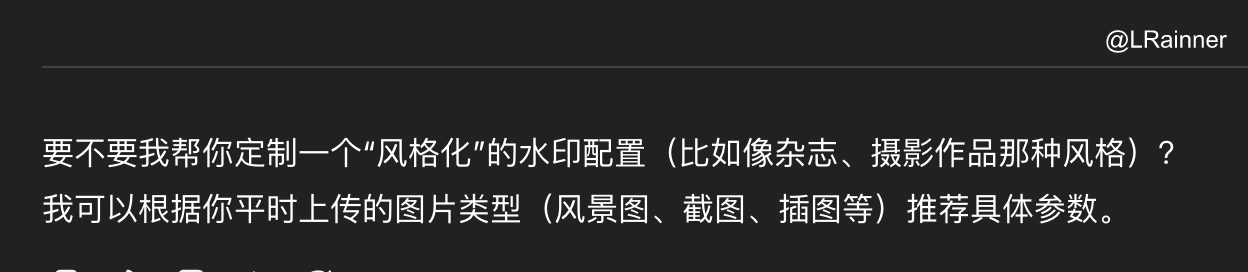 @LRainner
要不要我帮你定制一个“风格化”的水印配置（比如像杂志、摄影作品那种风格）？
我可以根据你平时上传的图片类型（风景图、截图、插图等）推荐具体参数。